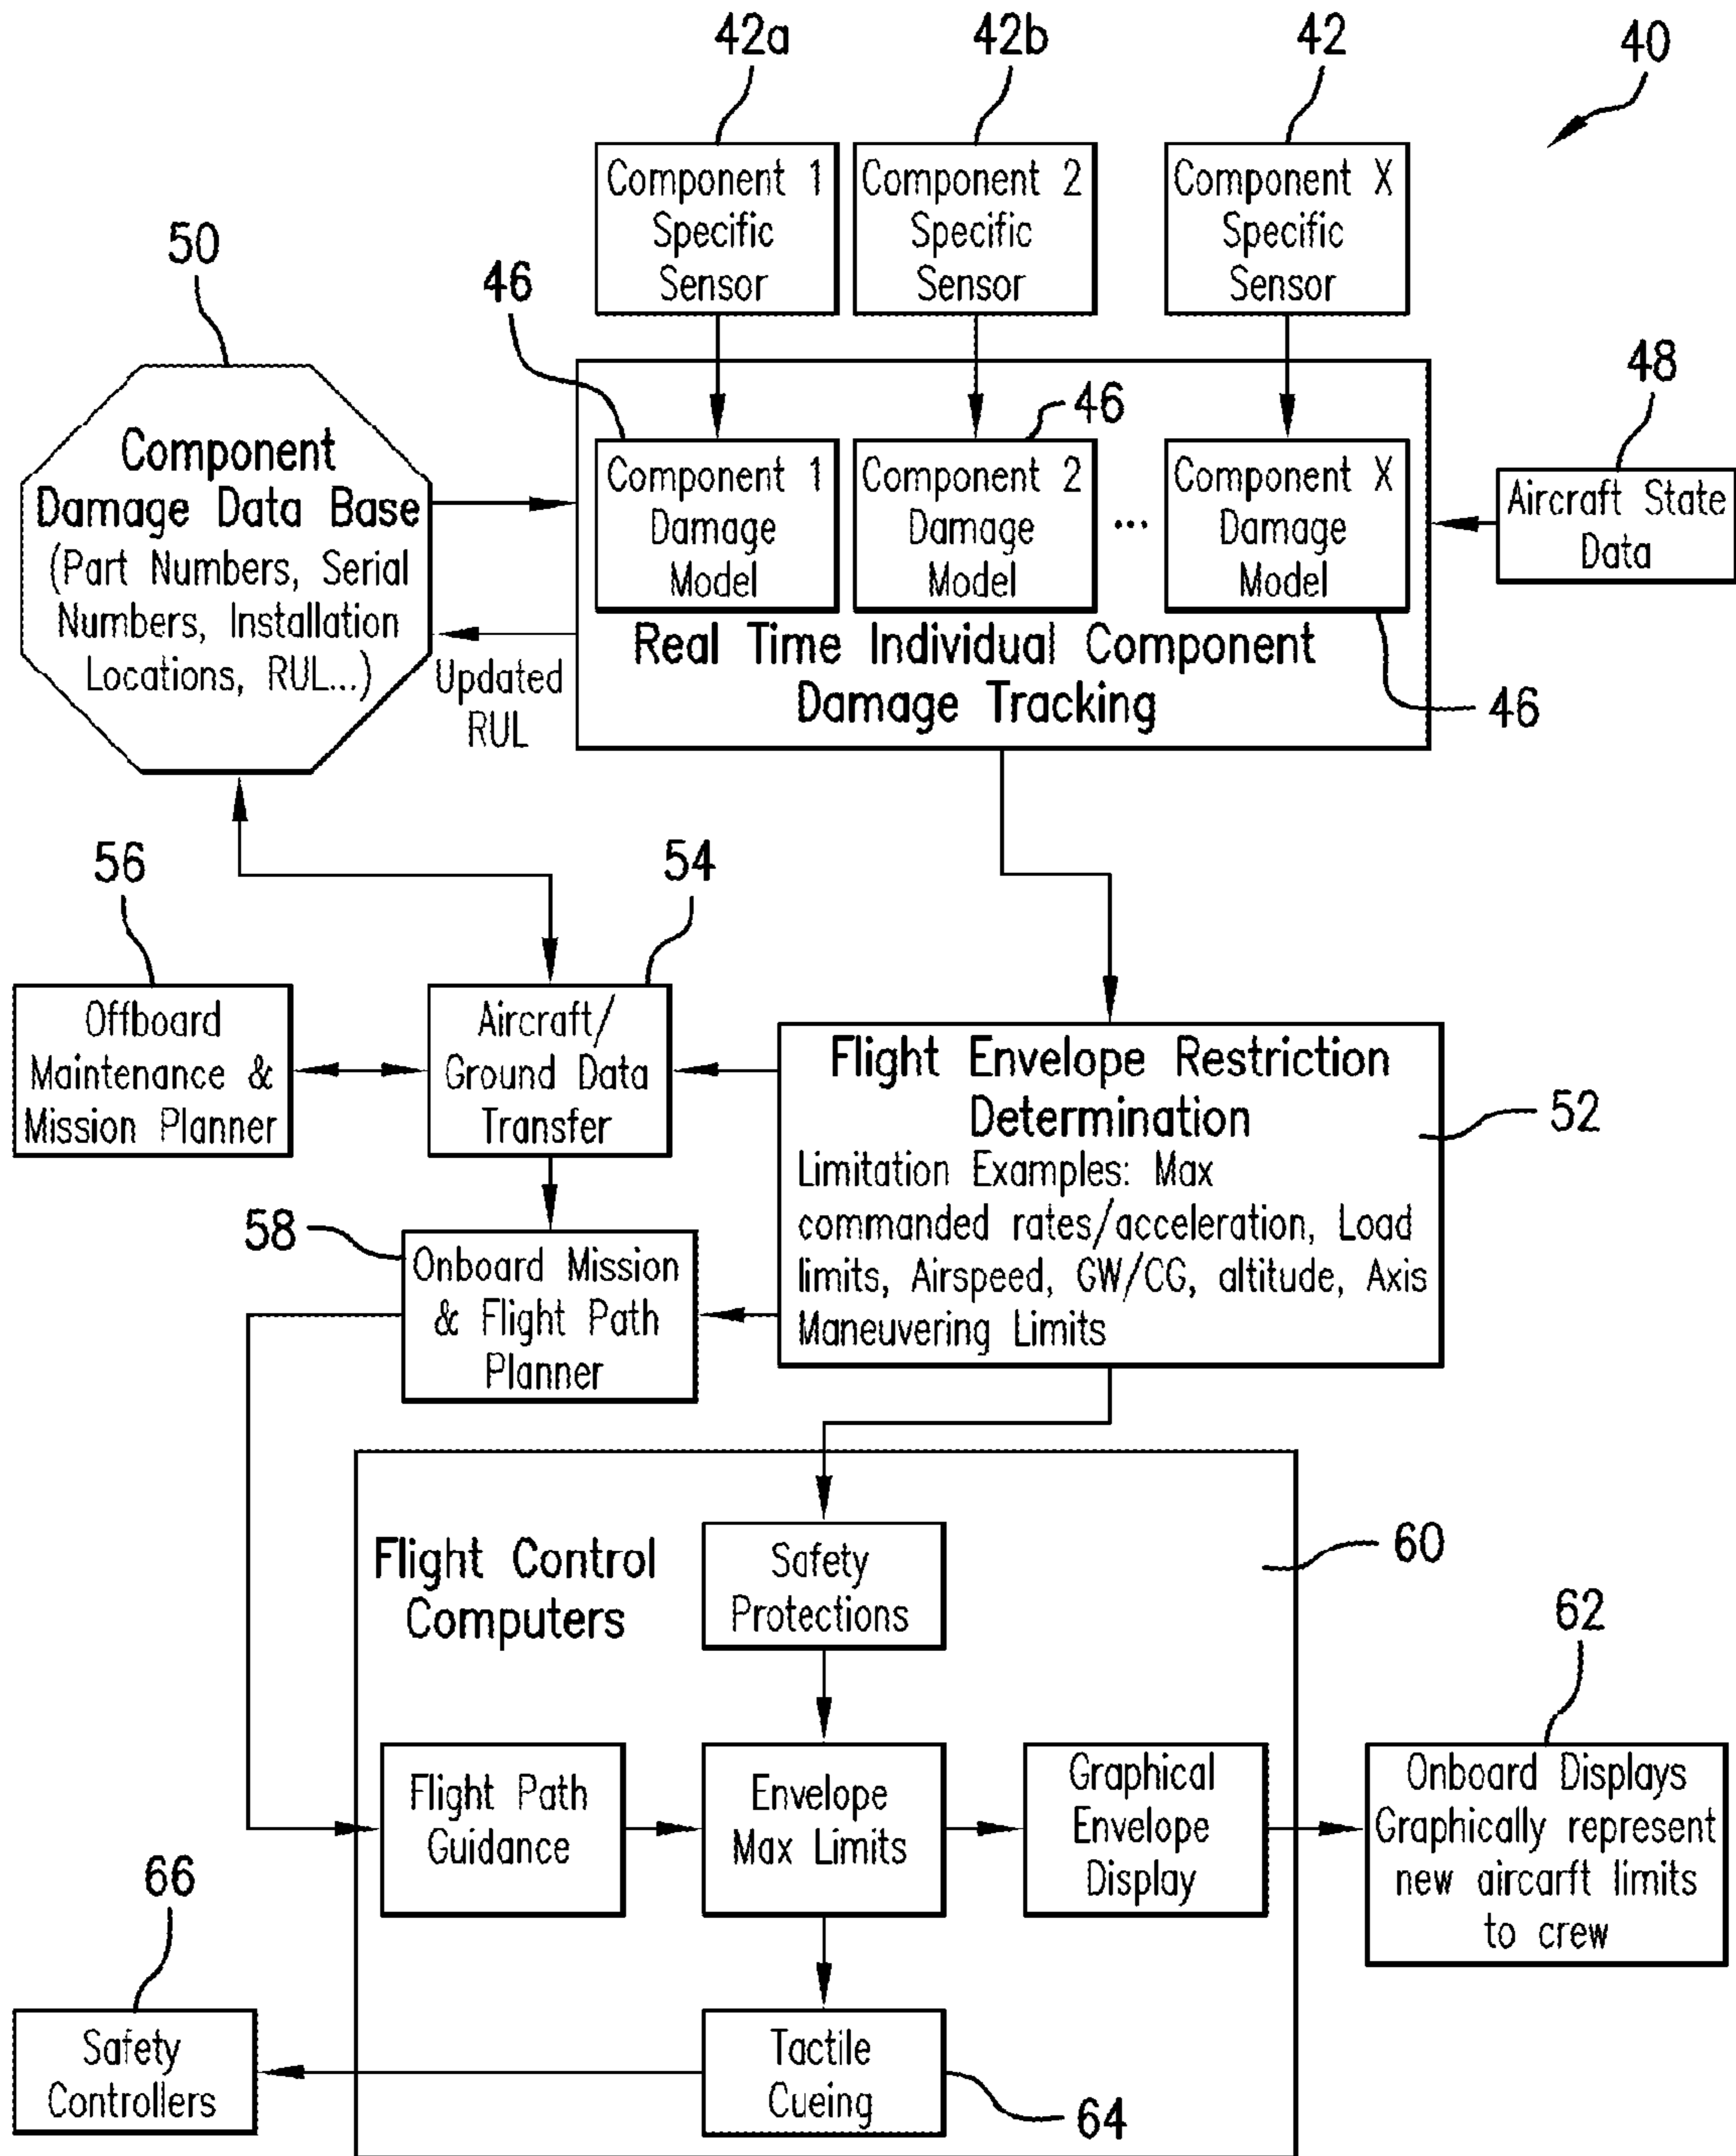 42a
42b
42
40
Component 1
Specific
Sensor
Component 2
Specific
Sensor
Component X
Specific
Sensor
50
46
46
48
Component
Damage Data Base
(Part Numbers, Serial
Numbers, Installation
Locations, RUL...)
Component 1
Damage
Model
Component 2
Damage
Model
...
Component X
Damage
Model
Aircraft State
Data
Real Time Individual Component
Damage Tracking
46
Updated
RUL
56
54
Offboard
Maintenance &
Mission Planner
Aircraft/
Ground Data
Transfer
Flight Envelope Restriction
Determination
Limitation Examples: Max
commanded rates/acceleration, Load
limits, Airspeed, GW/CG, altitude, Axis
Maneuvering Limits
52
58
Onboard Mission
& Flight Path
Planner
Flight Control
Computers
Safety
Protections
60
62
Flight Path
Guidance
Envelope
Max Limits
Graphical
Envelope
Display
Onboard Displays
Graphically represent
new aircarft limits
to crew
66
Safety
Controllers
Tactile
Cueing
64